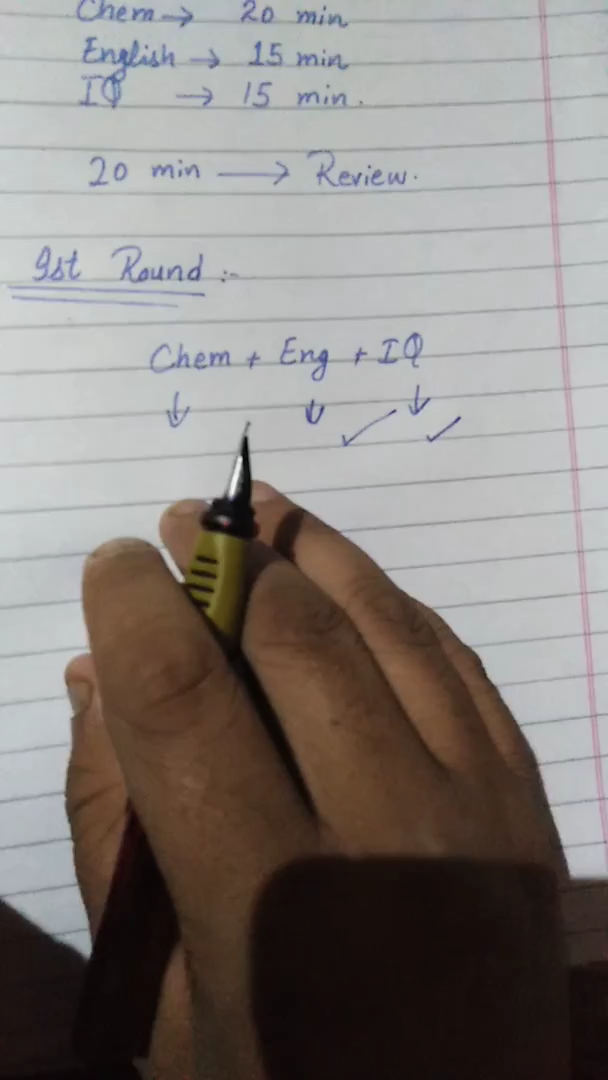 Chem → 20 min
English → 15 min
IQ → 15 min.
20 min → Review.
1st Round :-
Chem + Eng + IQ